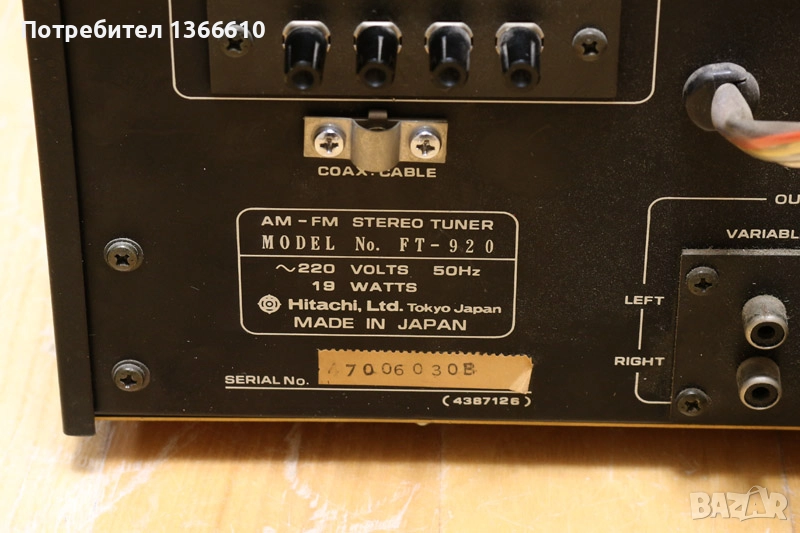 Потребител 1366610
COAX. CABLE
AM-FM STEREO TUNER
MODEL No. FT-920
~220 VOLTS 50Hz
19 WATTS
Hitachi, Ltd. Tokyo Japan
MADE IN JAPAN
SERIAL No. 47006030B
(4387126)
OU
VARIABL
LEFT
RIGHT
BAZAR